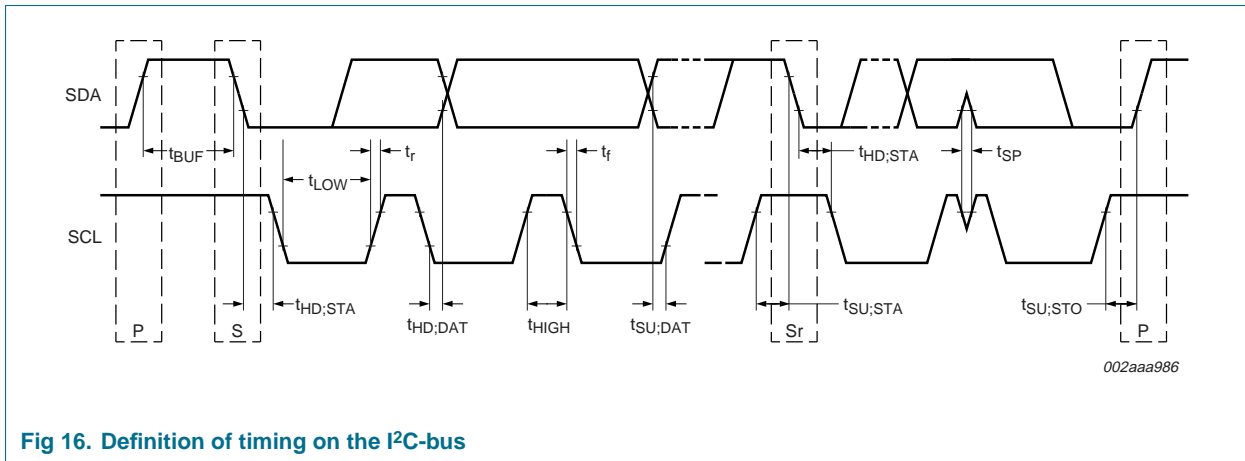 SDA
tBUF
tr
tf
tHD;STA
tSP
tLOW
SCL
tHD;STA
tHD;DAT
tHIGH
tSU;DAT
tSU;STA
tSU;STO
P
S
Sr
P
002aaa986
Fig 16. Definition of timing on the I²C-bus